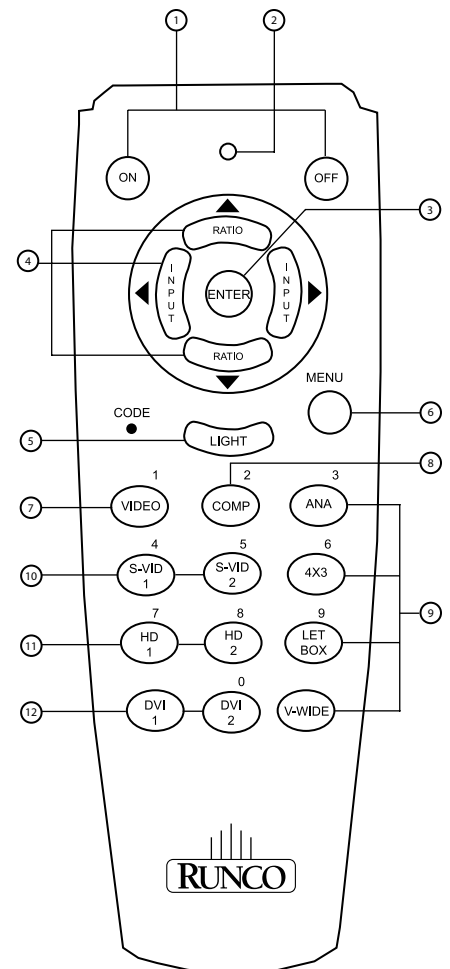 1 2
ON OFF
3
RATIO
4 INPUT ENTER INPUT
RATIO
MENU
CODE 6
5 LIGHT 8
1 2 3
7 VIDEO COMP ANA
4 5 6
10 S-VID 1 S-VID 2 4X3
7 8 9
9
11 HD 1 HD 2 LET BOX
0
12 DVI 1 DVI 2 V-WIDE
RUNCO